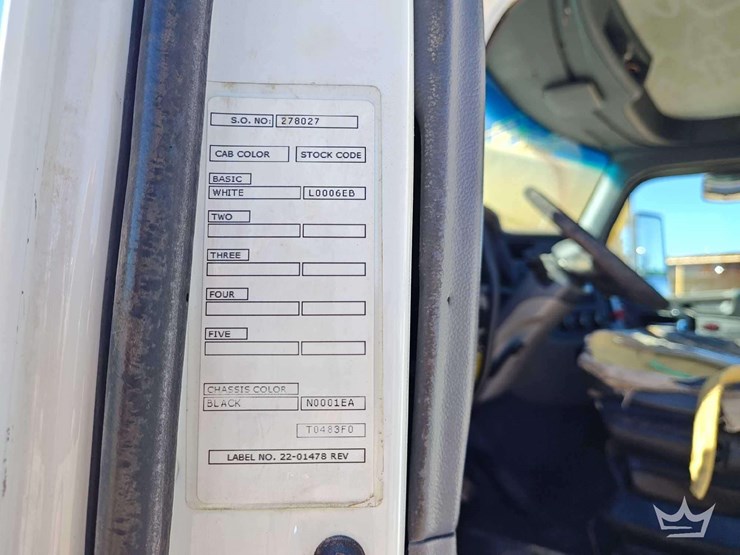 S.O. NO: 278027
CAB COLOR STOCK CODE
BASIC
WHITE L0006EB
TWO
THREE
FOUR
FIVE
CHASSIS COLOR
BLACK N0001EA
T0483F0
LABEL NO. 22-01478 REV